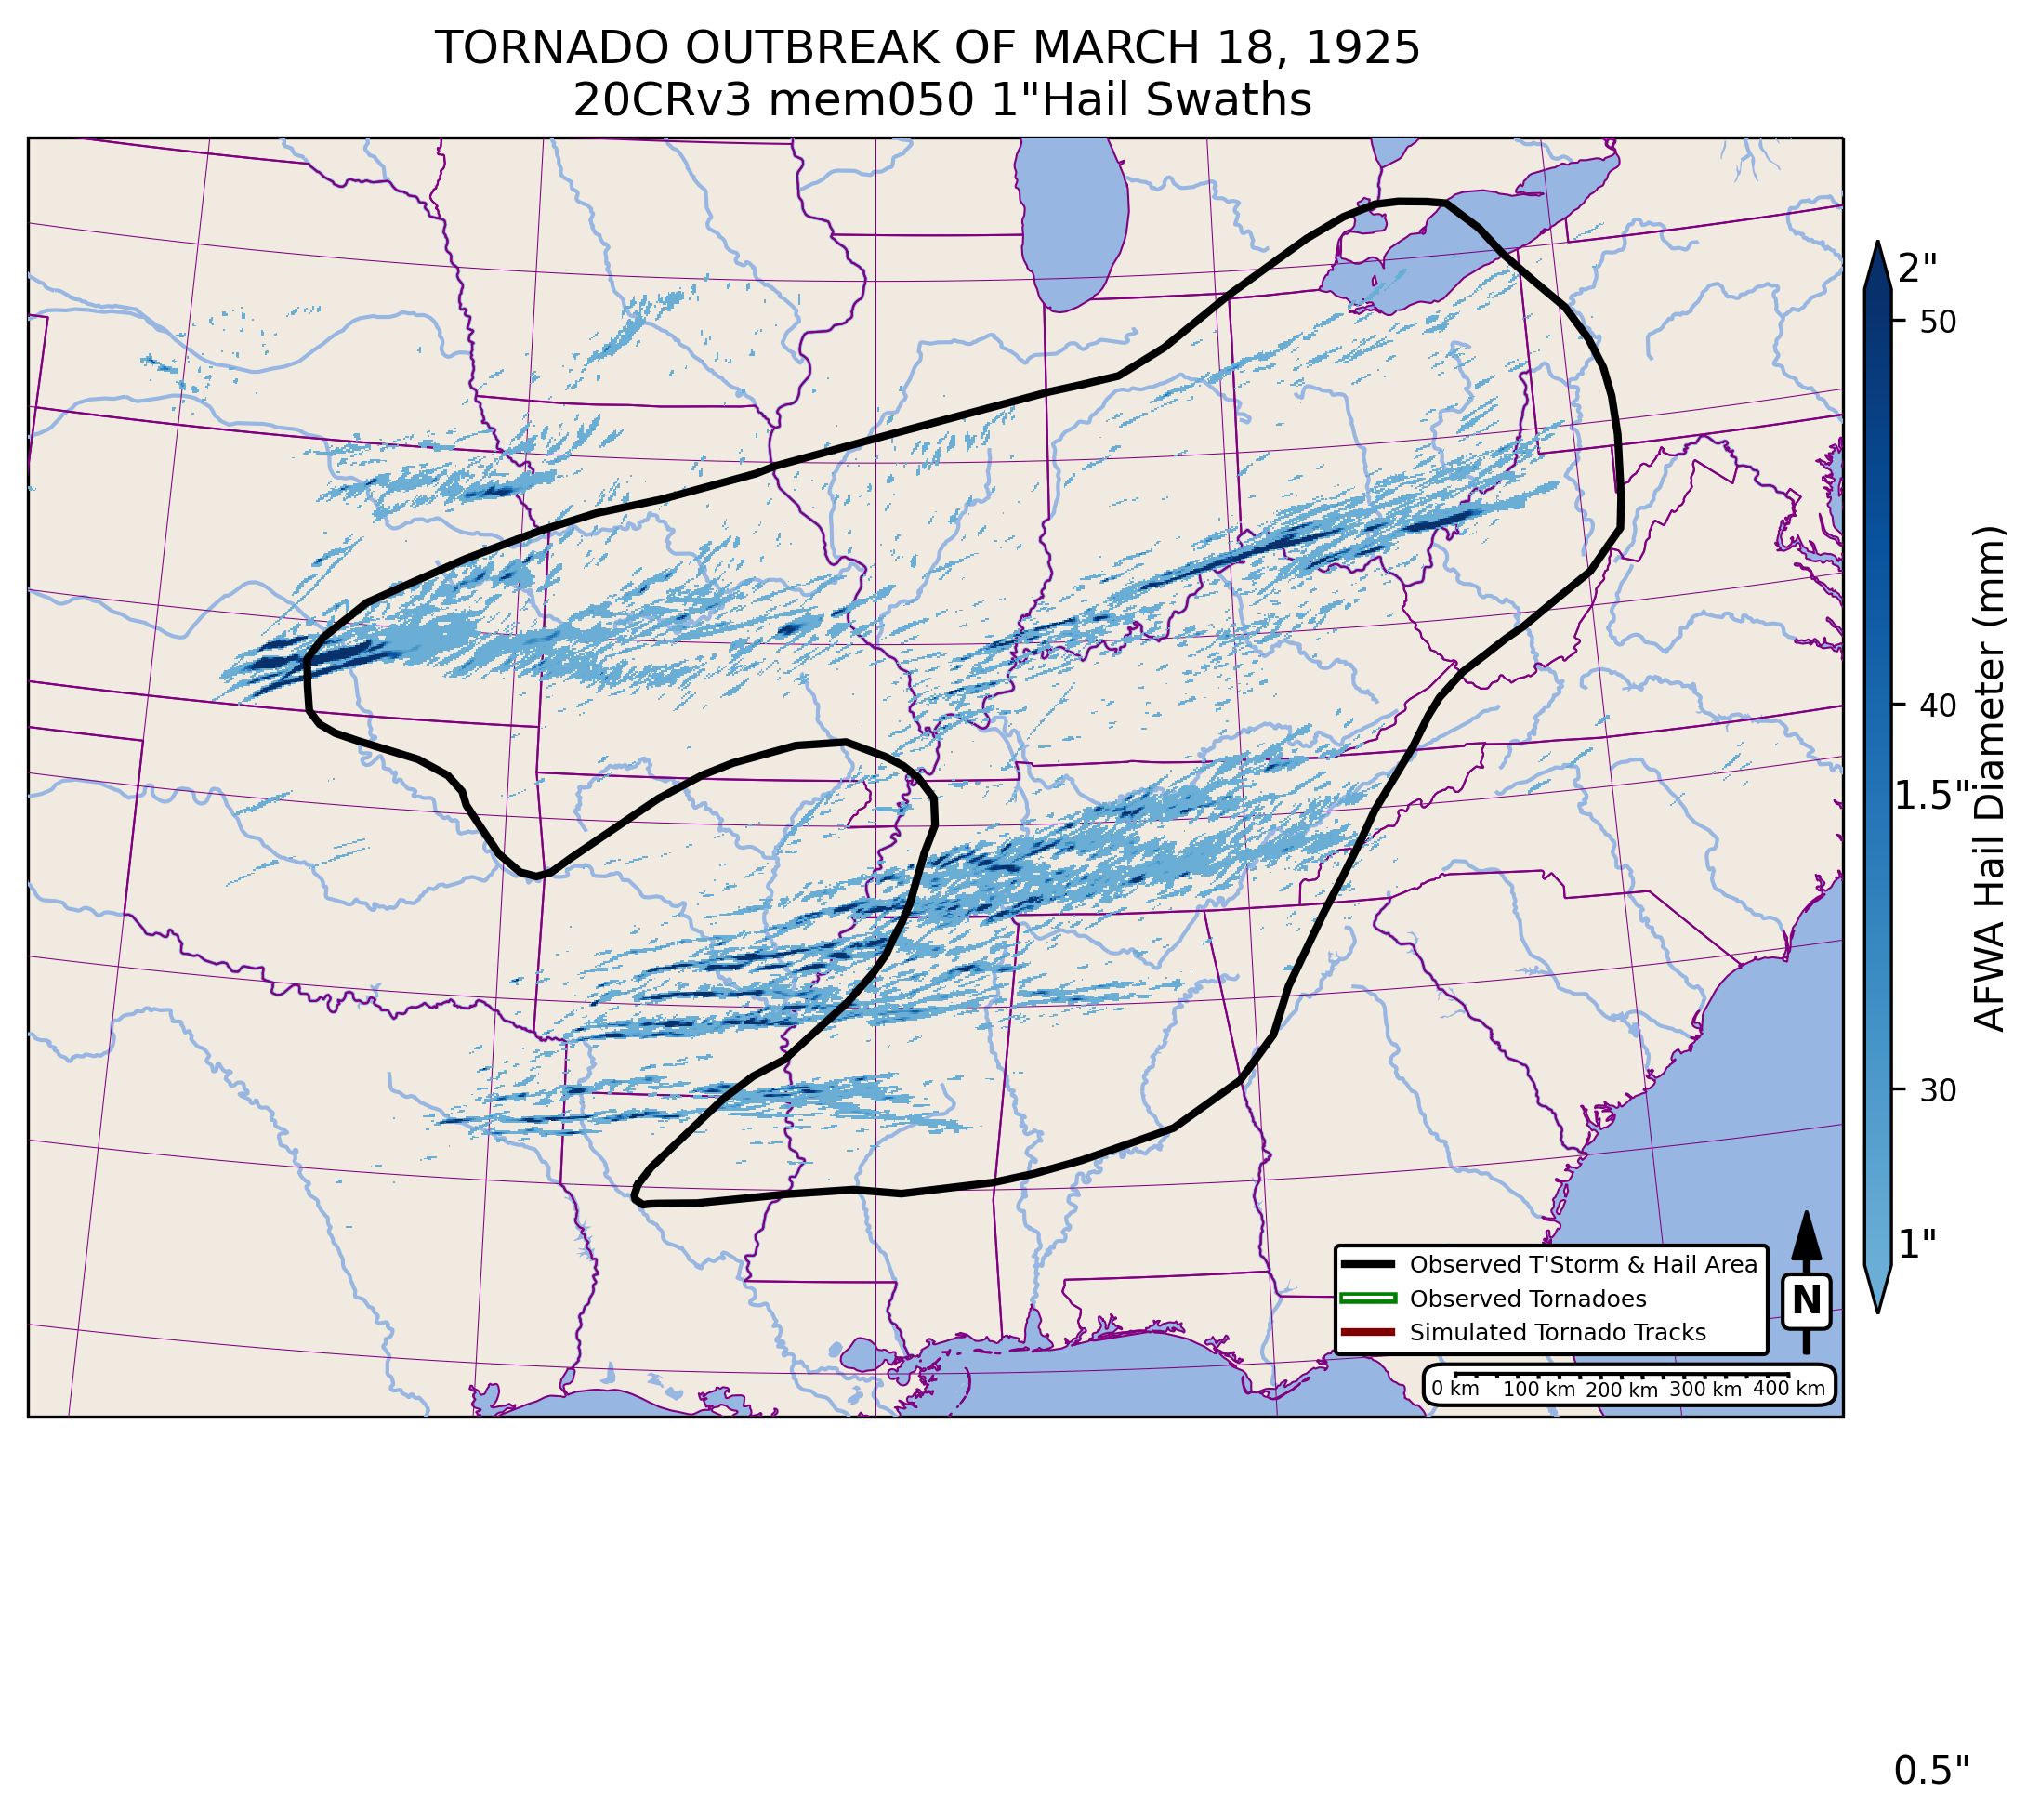 TORNADO OUTBREAK OF MARCH 18, 1925
20CRv3 mem050 1"Hail Swaths
2"
50
40
1.5"
30
1"
AFWA Hail Diameter (mm)
Observed T'Storm & Hail Area
Observed Tornadoes
Simulated Tornado Tracks
N
0 km 100 km 200 km 300 km 400 km
0.5"